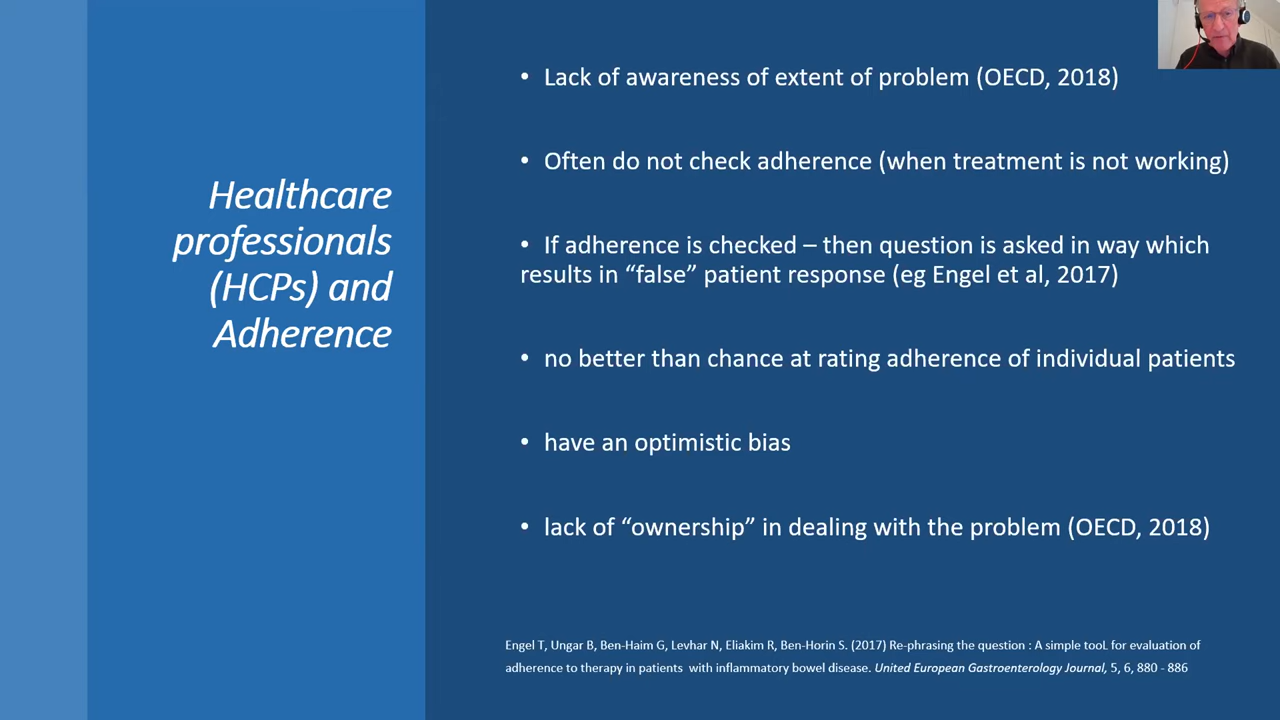 Healthcare
professionals
(HCPs) and
Adherence
• Lack of awareness of extent of problem (OECD, 2018)
• Often do not check adherence (when treatment is not working)
• If adherence is checked – then question is asked in way which
results in “false” patient response (eg Engel et al, 2017)
• no better than chance at rating adherence of individual patients
• have an optimistic bias
• lack of “ownership” in dealing with the problem (OECD, 2018)
Engel T, Ungar B, Ben-Haim G, Levhar N, Eliakim R, Ben-Horin S. (2017) Re-phrasing the question : A simple tooL for evaluation of
adherence to therapy in patients with inflammatory bowel disease. United European Gastroenterology Journal, 5, 6, 880 - 886